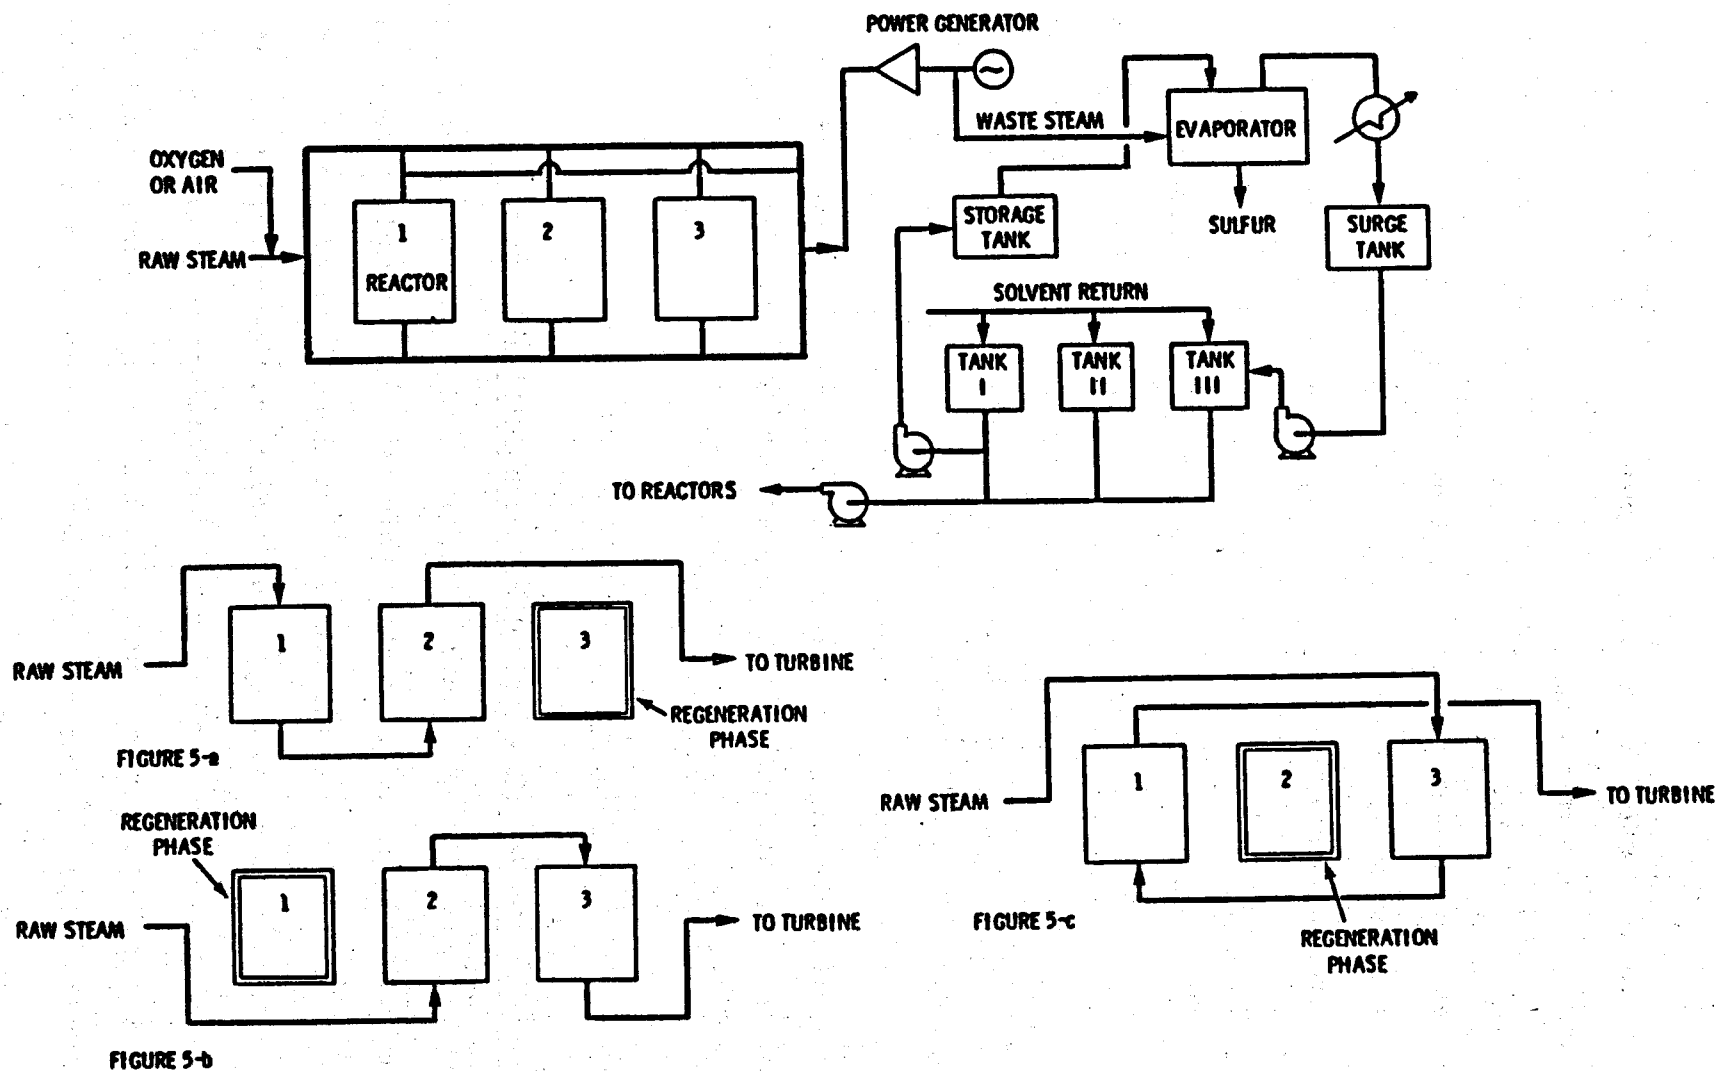 POWER GENERATOR
OXYGEN
OR AIR
RAW STEAM
1
REACTOR
2
3
WASTE STEAM
EVAPORATOR
SULFUR
STORAGE
TANK
SURGE
TANK
SOLVENT RETURN
TANK
I
TANK
II
TANK
III
TO REACTORS
RAW STEAM
1
2
3
TO TURBINE
REGENERATION
PHASE
FIGURE 5-a
REGENERATION
PHASE
RAW STEAM
1
2
3
TO TURBINE
FIGURE 5-b
RAW STEAM
1
2
3
TO TURBINE
REGENERATION
PHASE
FIGURE 5-c